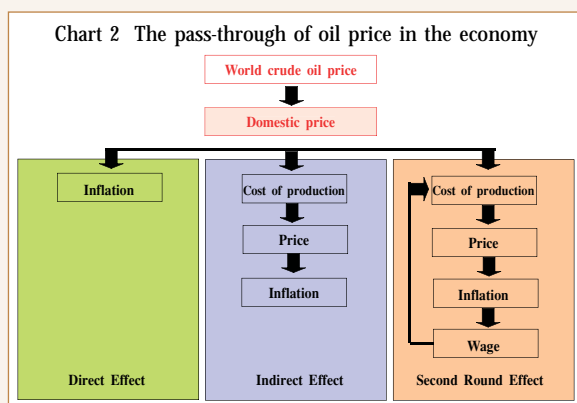 Chart 2 The pass-through of oil price in the economy
World crude oil price
Domestic price
Inflation
Direct Effect
Cost of production
Price
Inflation
Indirect Effect
Cost of production
Price
Inflation
Wage
Second Round Effect